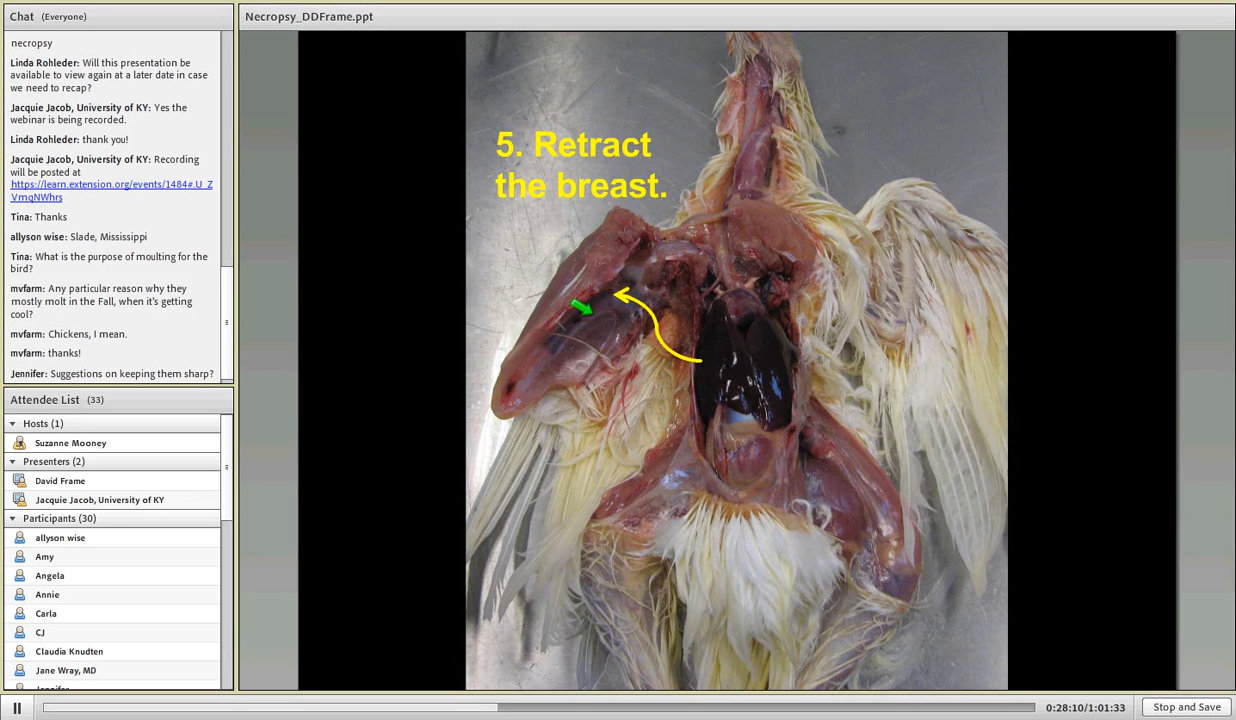 Chat (Everyone)
necropsy
Linda Rohleder: Will this presentation be
available to view again at a later date in case
we need to recap?
Jacquie Jacob, University of KY: Yes the
webinar is being recorded.
Linda Rohleder: thank you!
Jacquie Jacob, University of KY: Recording
will be posted at
https://learn.extension.org/events/1484#.U_Z
VmqNWhrs
Tina: Thanks
allyson wise: Slade, Mississippi
Tina: What is the purpose of moulting for the
bird?
mvfarm: Any particular reason why they
mostly molt in the Fall, when it's getting
cool?
mvfarm: Chickens, I mean.
mvfarm: thanks!
Jennifer: Suggestions on keeping them sharp?
Attendee List (33)
Hosts (1)
Suzanne Mooney
Presenters (2)
David Frame
Jacquie Jacob, University of KY
Participants (30)
allyson wise
Amy
Angela
Annie
Carla
CJ
Claudia Knudten
Jane Wray, MD
Necropsy_DDFrame.ppt
5. Retract
the breast.
0:28:10/1:01:33
Stop and Save